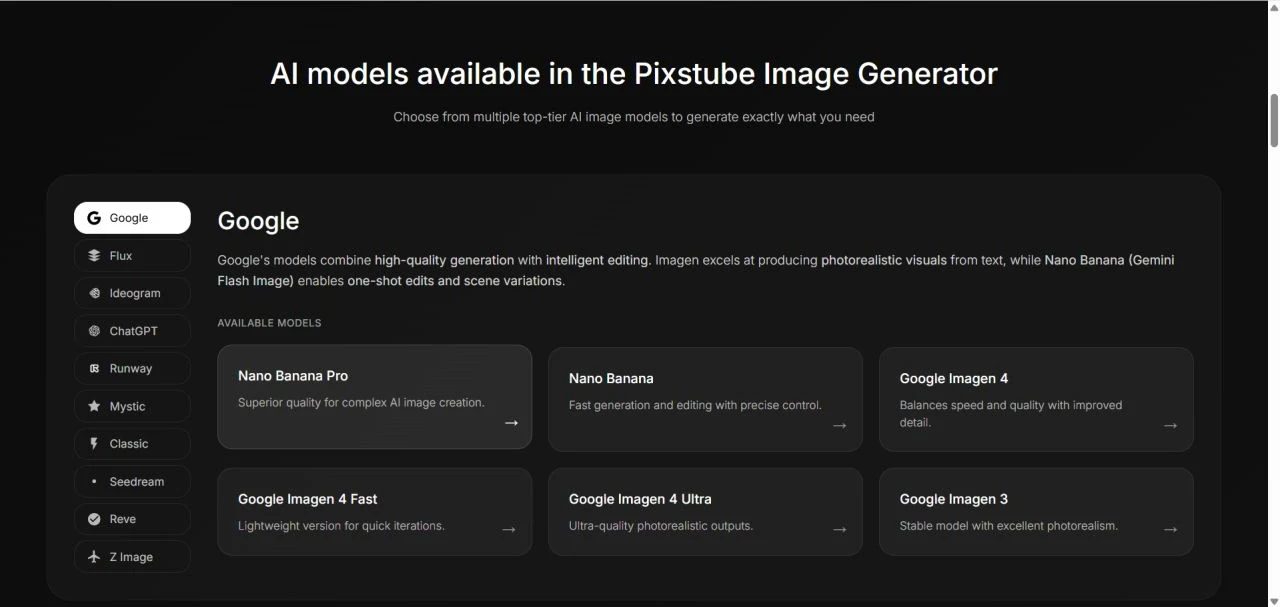 AI models available in the Pixstube Image Generator
Choose from multiple top-tier AI image models to generate exactly what you need
Google
Flux
Ideogram
ChatGPT
Runway
Mystic
Classic
Seedream
Reve
Z Image
Google
Google's models combine high-quality generation with intelligent editing. Imagen excels at producing photorealistic visuals from text, while Nano Banana (Gemini
Flash Image) enables one-shot edits and scene variations.
AVAILABLE MODELS
Nano Banana Pro
Superior quality for complex AI image creation.
→
Nano Banana
Fast generation and editing with precise control.
→
Google Imagen 4
Balances speed and quality with improved
detail.
→
Google Imagen 4 Fast
Lightweight version for quick iterations.
→
Google Imagen 4 Ultra
Ultra-quality photorealistic outputs.
→
Google Imagen 3
Stable model with excellent photorealism.
→